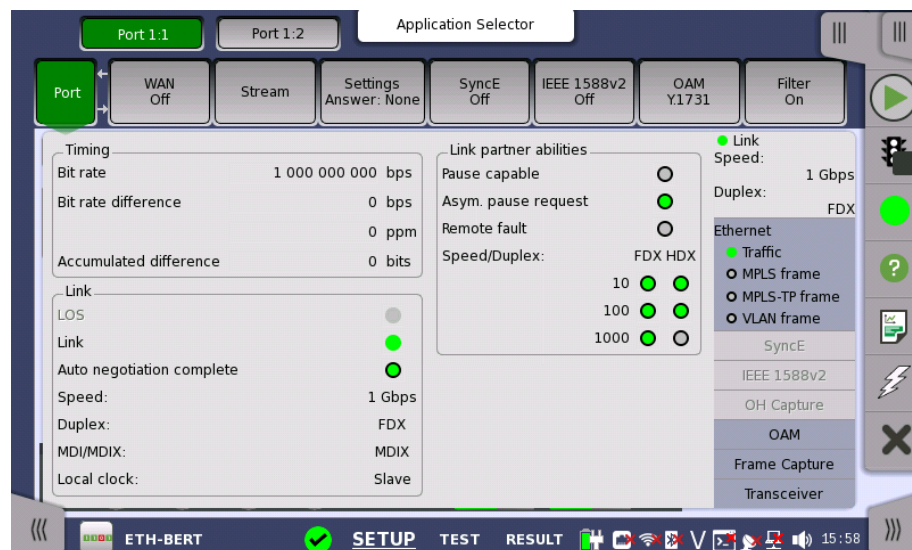 Application Selector
Port 1:1
Port 1:2
Port
WAN
Off
Stream
Settings
Answer: None
SyncE
Off
IEEE 1588v2
Off
OAM
Y.1731
Filter
On
Timing
Bit rate 1 000 000 000 bps
Bit rate difference 0 bps
0 ppm
Accumulated difference 0 bits
Link
LOS
Link
Auto negotiation complete
Speed: 1 Gbps
Duplex: FDX
MDI/MDIX: MDIX
Local clock: Slave
Link partner abilities
Pause capable
Asym. pause request
Remote fault
Speed/Duplex: FDX HDX
10
100
1000
Link
Speed:
1 Gbps
Duplex:
FDX
Ethernet
Traffic
MPLS frame
MPLS-TP frame
VLAN frame
SyncE
IEEE 1588v2
OH Capture
OAM
Frame Capture
Transceiver
ETH-BERT SETUP TEST RESULT 15:58